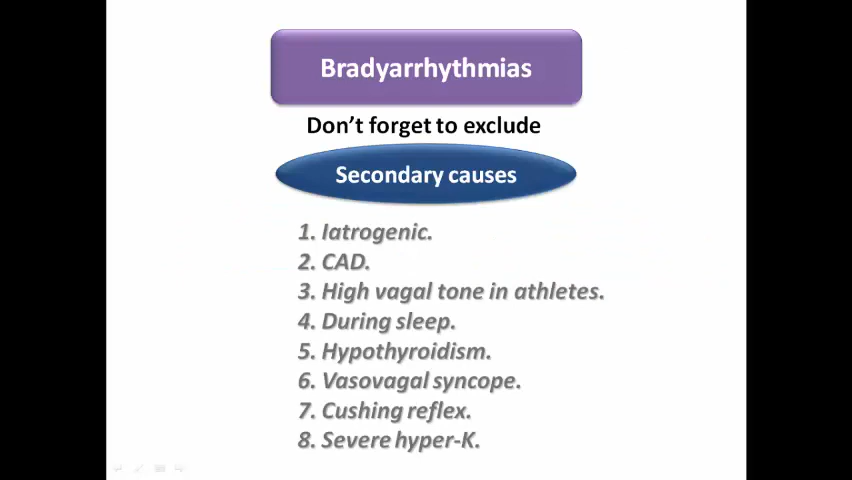 Bradyarrhythmias
Don't forget to exclude
Secondary causes
1. Iatrogenic.
2. CAD.
3. High vagal tone in athletes.
4. During sleep.
5. Hypothyroidism.
6. Vasovagal syncope.
7. Cushing reflex.
8. Severe hyper-K.